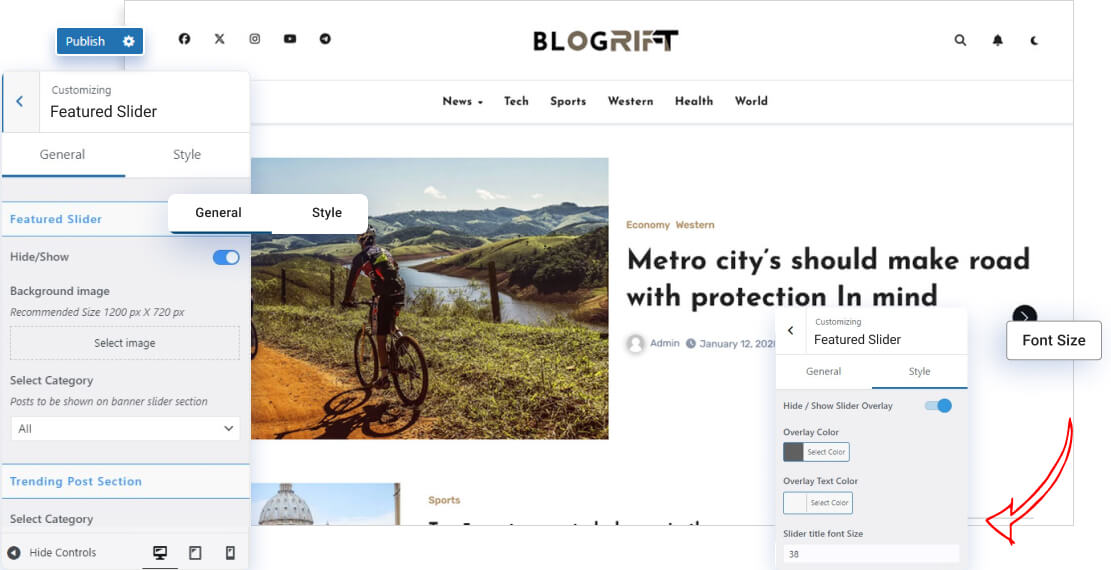 Publish
BLOGRIFT
Customizing
Featured Slider
News Tech Sports Western Health World
General Style
General Style
Featured Slider
Hide/Show
Background image
Recommended Size 1200 px X 720 px
Select image
Select Category
Posts to be shown on banner slider section
All
Trending Post Section
Select Category
Hide Controls
Economy Western
Metro city's should make road
with protection In mind
Admin January 12, 202
Sports
Font Size
Customizing
Featured Slider
General Style
Hide / Show Slider Overlay
Overlay Color
Select Color
Overlay Text Color
Select Color
Slider title font Size
38